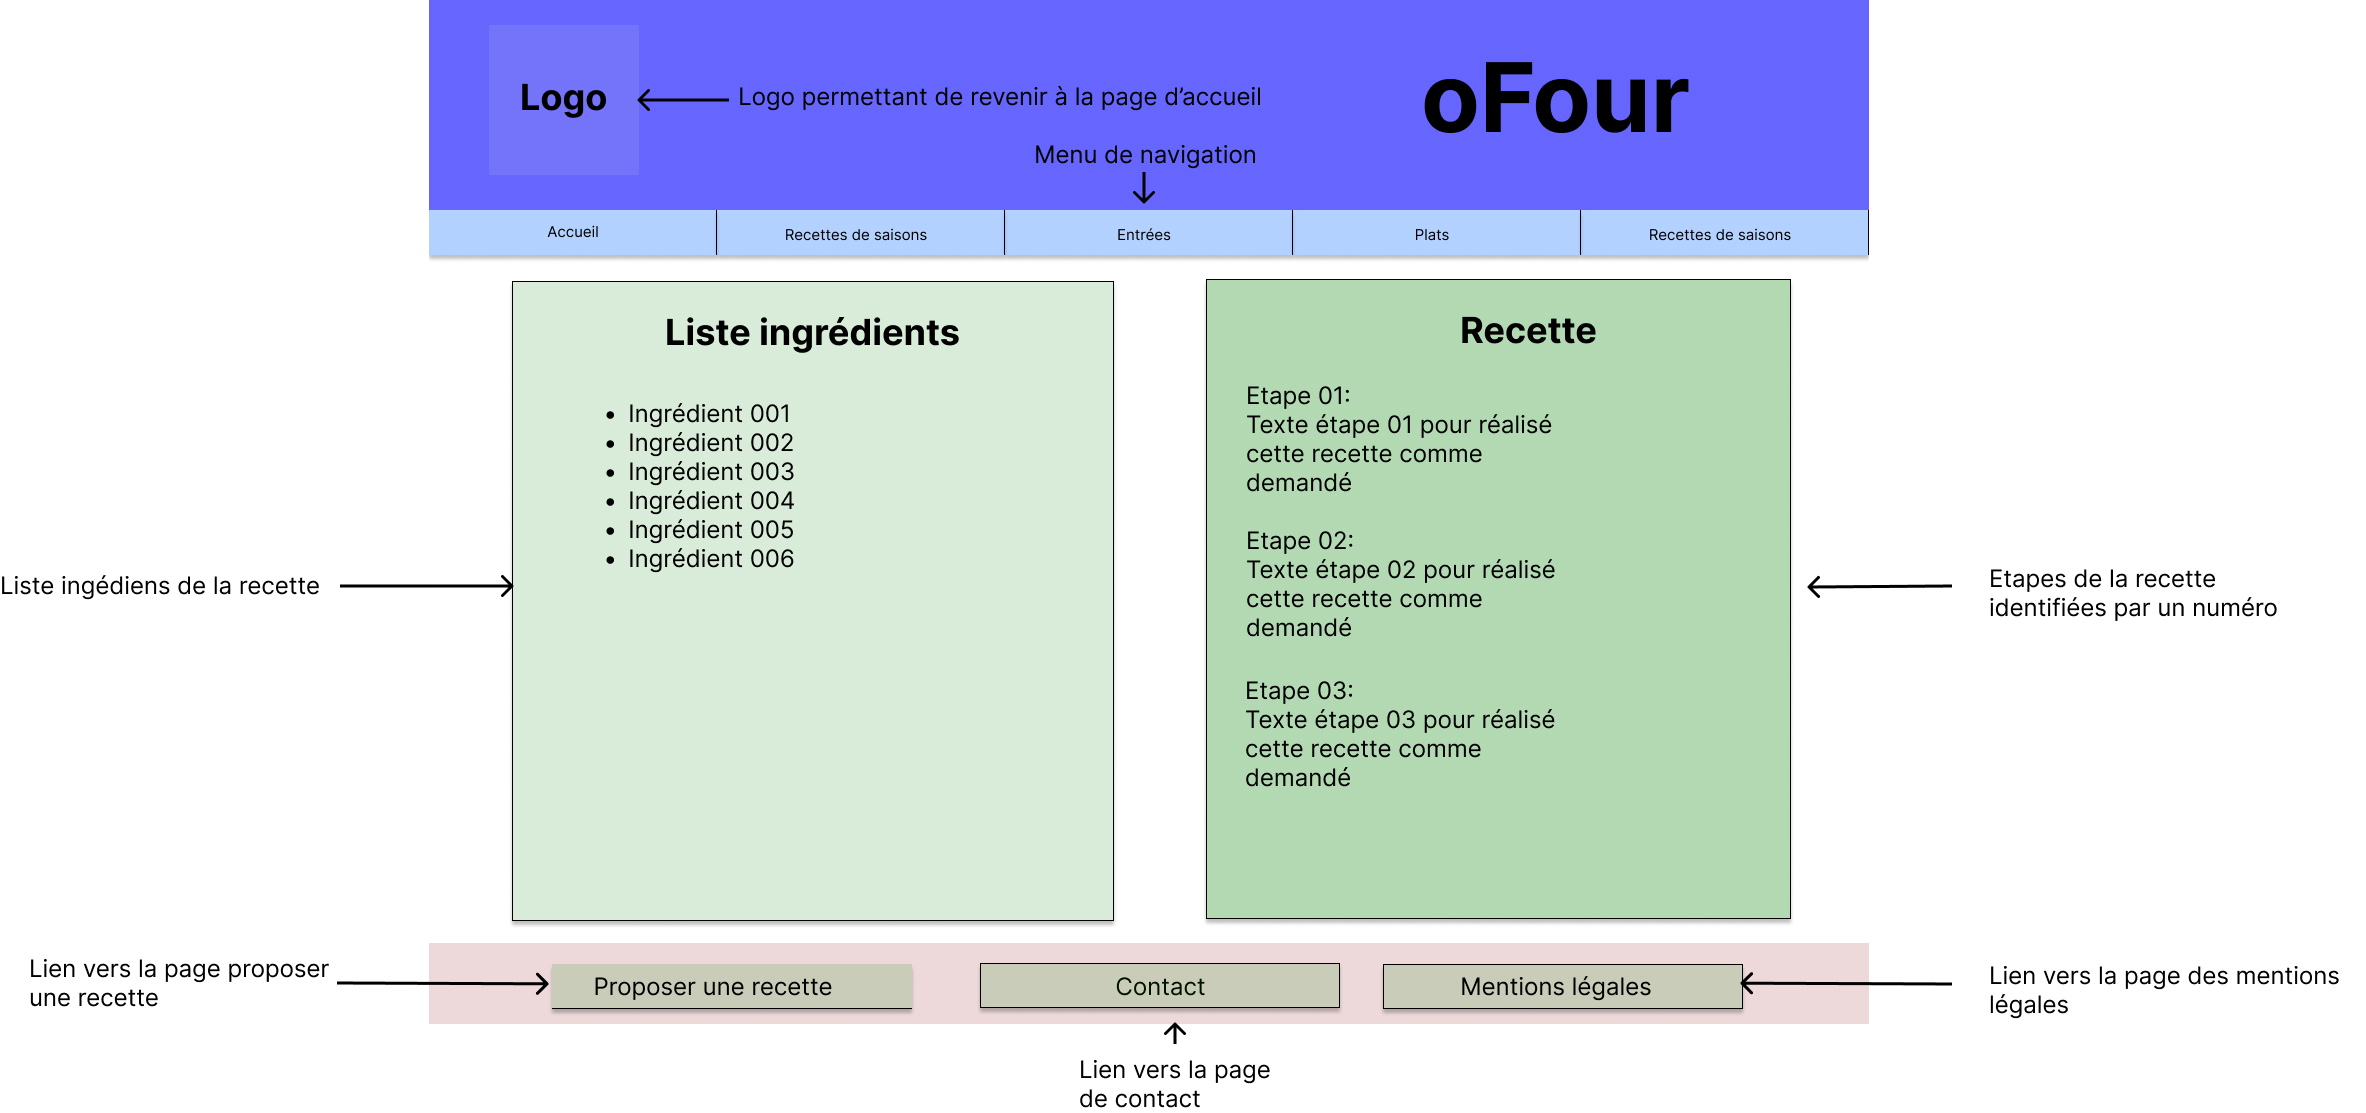 Logo
Logo permettant de revenir à la page d’accueil
oFour
Menu de navigation
Accueil
Recettes de saisons
Entrées
Plats
Recettes de saisons
Liste ingrédients
• Ingrédient 001
• Ingrédient 002
• Ingrédient 003
• Ingrédient 004
• Ingrédient 005
• Ingrédient 006
Recette
Etape 01:
Texte étape 01 pour réalisé
cette recette comme
demandé
Etape 02:
Texte étape 02 pour réalisé
cette recette comme
demandé
Etape 03:
Texte étape 03 pour réalisé
cette recette comme
demandé
Liste ingédiens de la recette
Etapes de la recette
identifiées par un numéro
Lien vers la page proposer
une recette
Proposer une recette
Contact
Mentions légales
Lien vers la page des mentions
légales
Lien vers la page
de contact